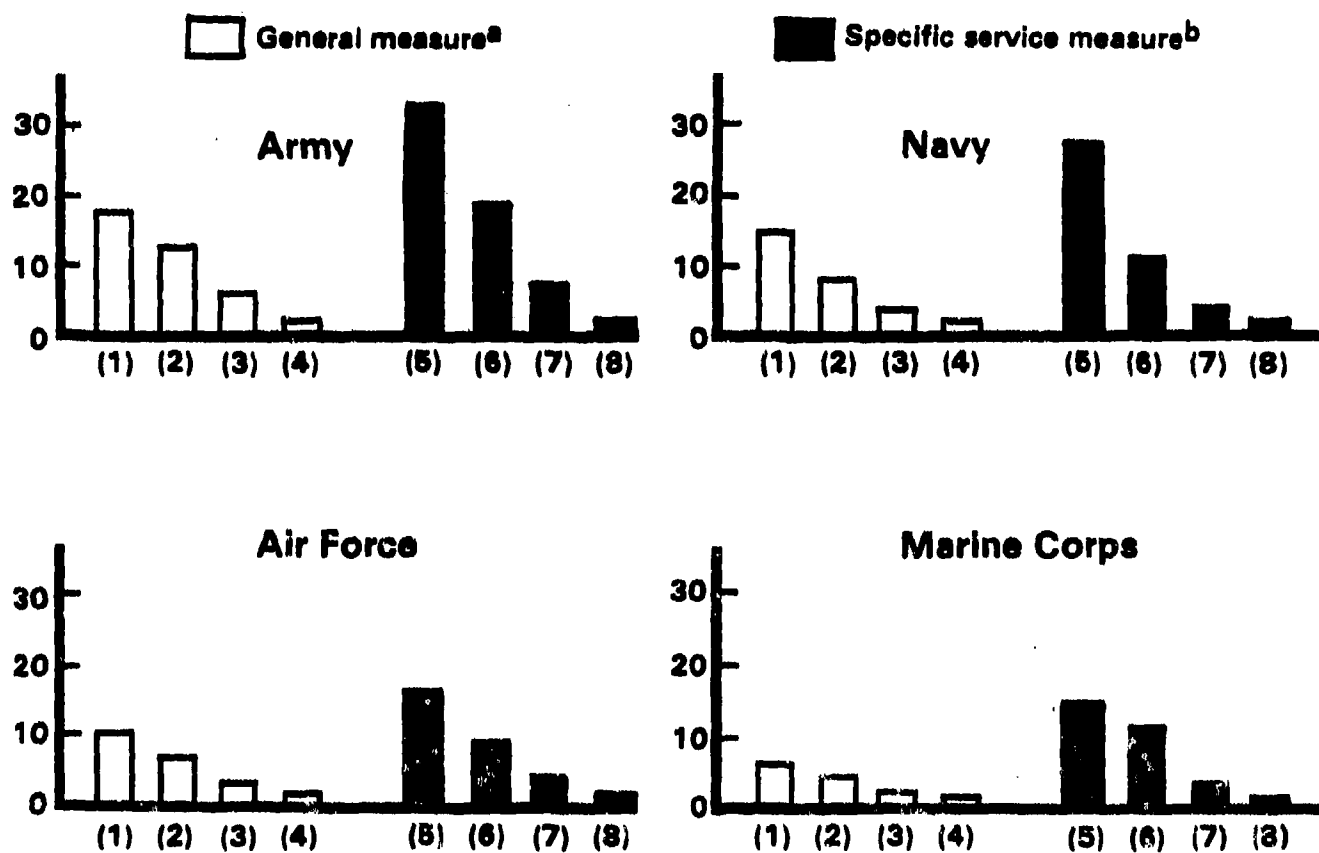 General measureᵃ Specific service measureᵇ
Army
30
20
10
0
(1) (2) (3) (4) (5) (6) (7) (8)
Navy
30
20
10
0
(1) (2) (3) (4) (5) (6) (7) (8)
Air Force
30
20
10
0
(1) (2) (3) (4) (5) (6) (7) (8)
Marine Corps
30
20
10
0
(1) (2) (3) (4) (5) (6) (7) (8)